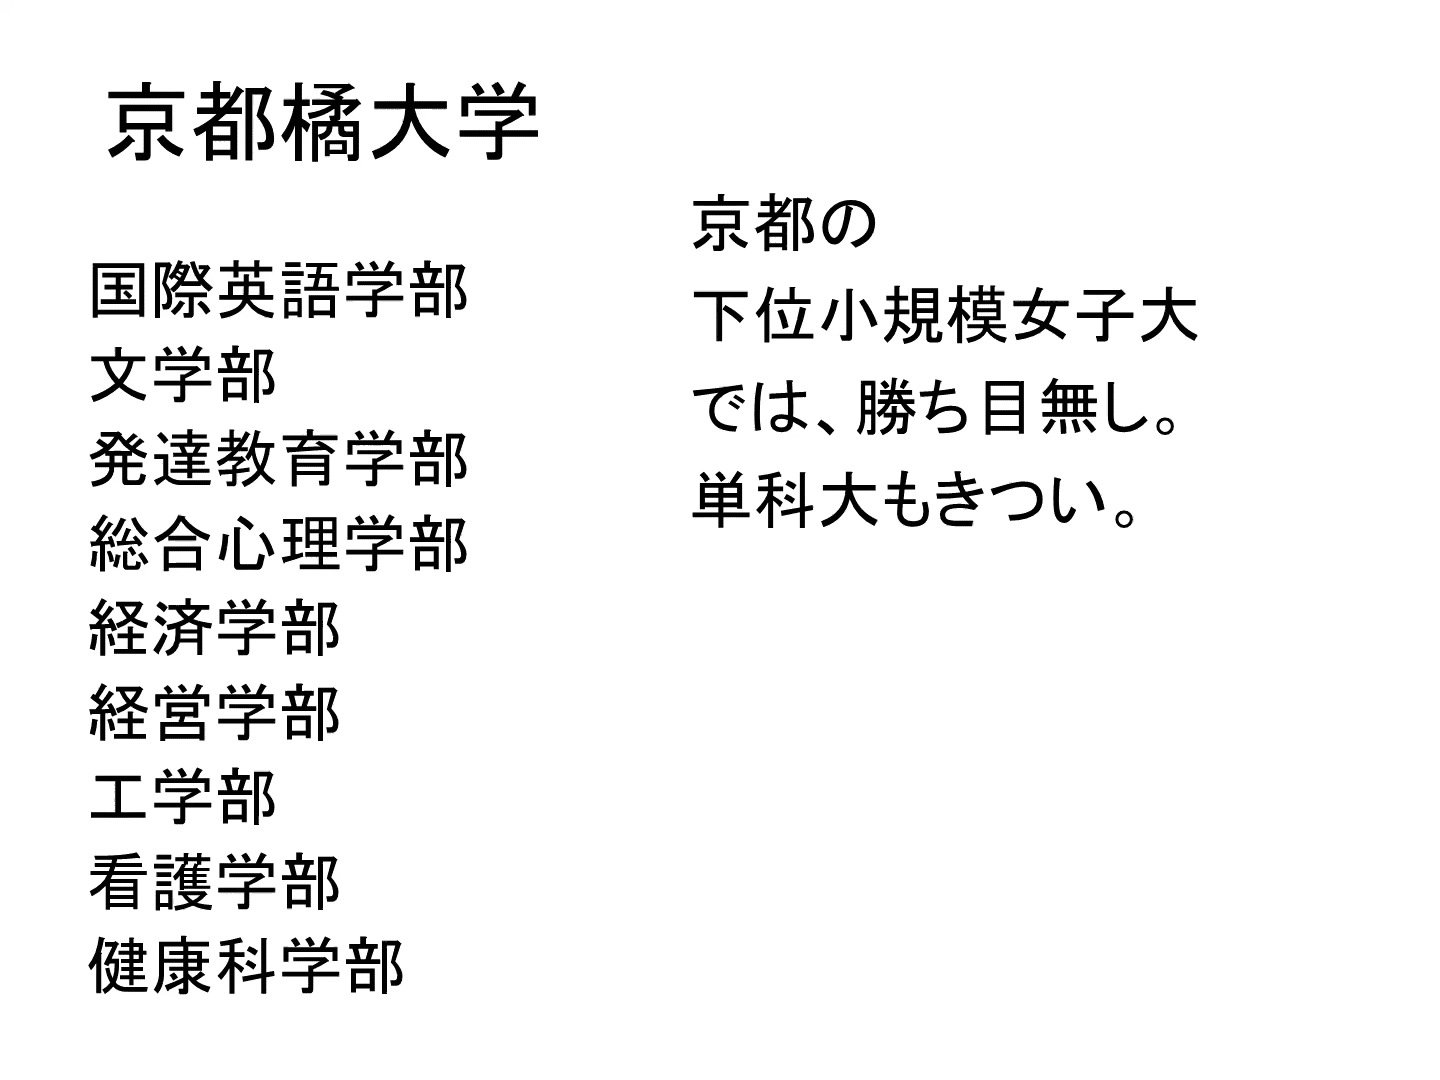 京都橘大学
国際英語学部
文学部
発達教育学部
総合心理学部
経済学部
経営学部
工学部
看護学部
健康科学部
京都の
下位小規模女子大
では、勝ち目無し。
単科大もきつい。